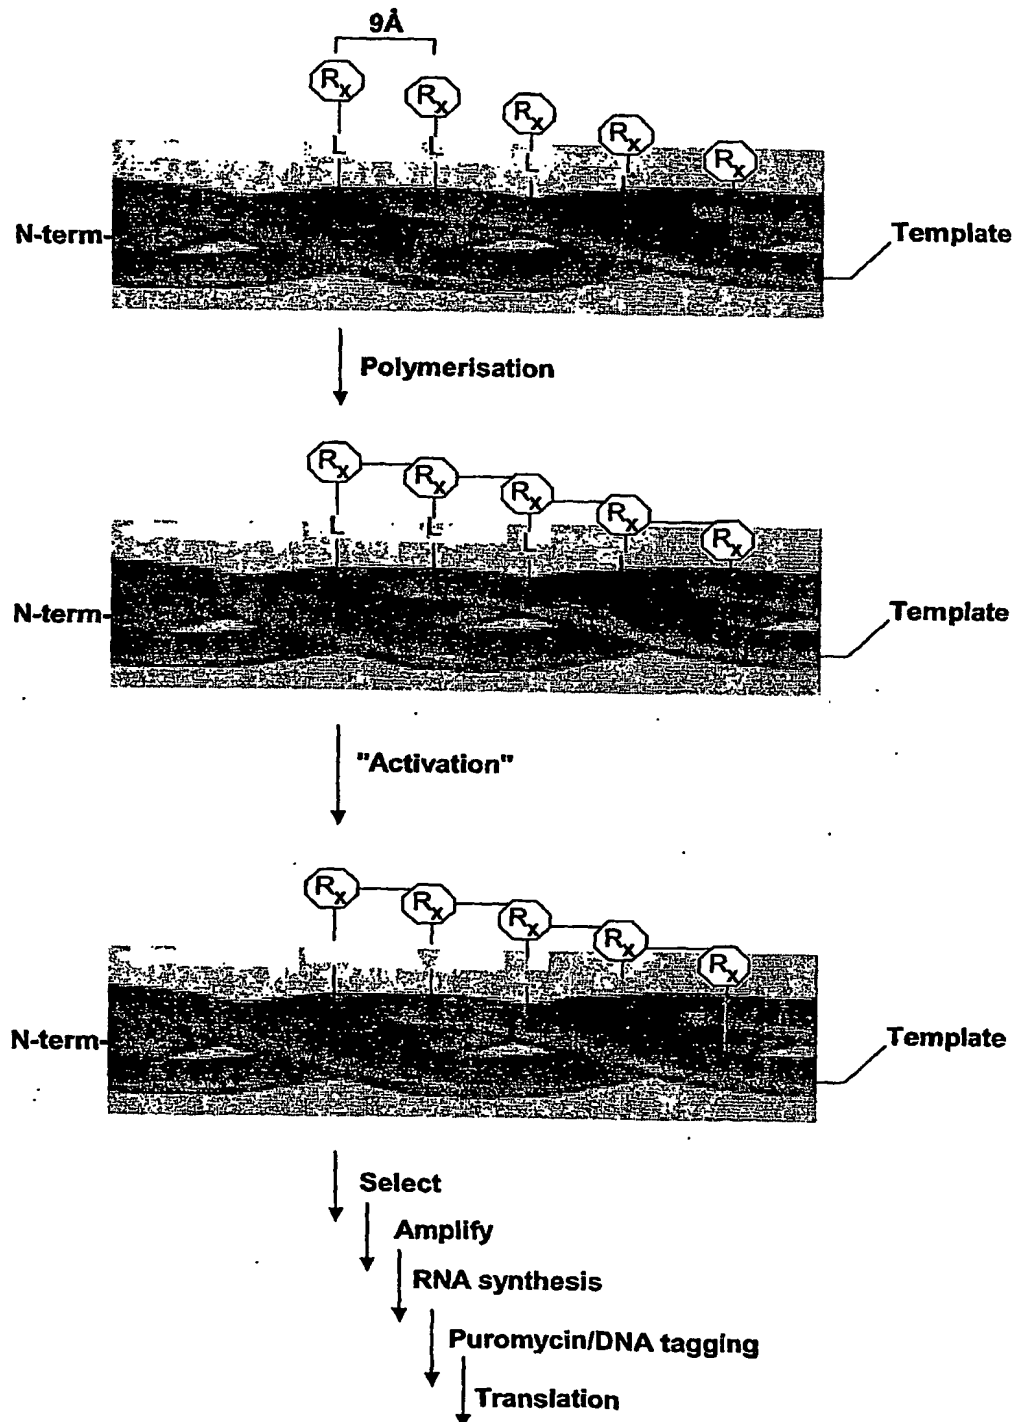 9Å
Rx Rx Rx Rx Rx
L L L
N-term
Template
Polymerisation
Rx Rx Rx Rx Rx
L L L
N-term
Template
"Activation"
Rx Rx Rx Rx Rx
N-term
Template
Select
Amplify
RNA synthesis
Puromycin/DNA tagging
Translation